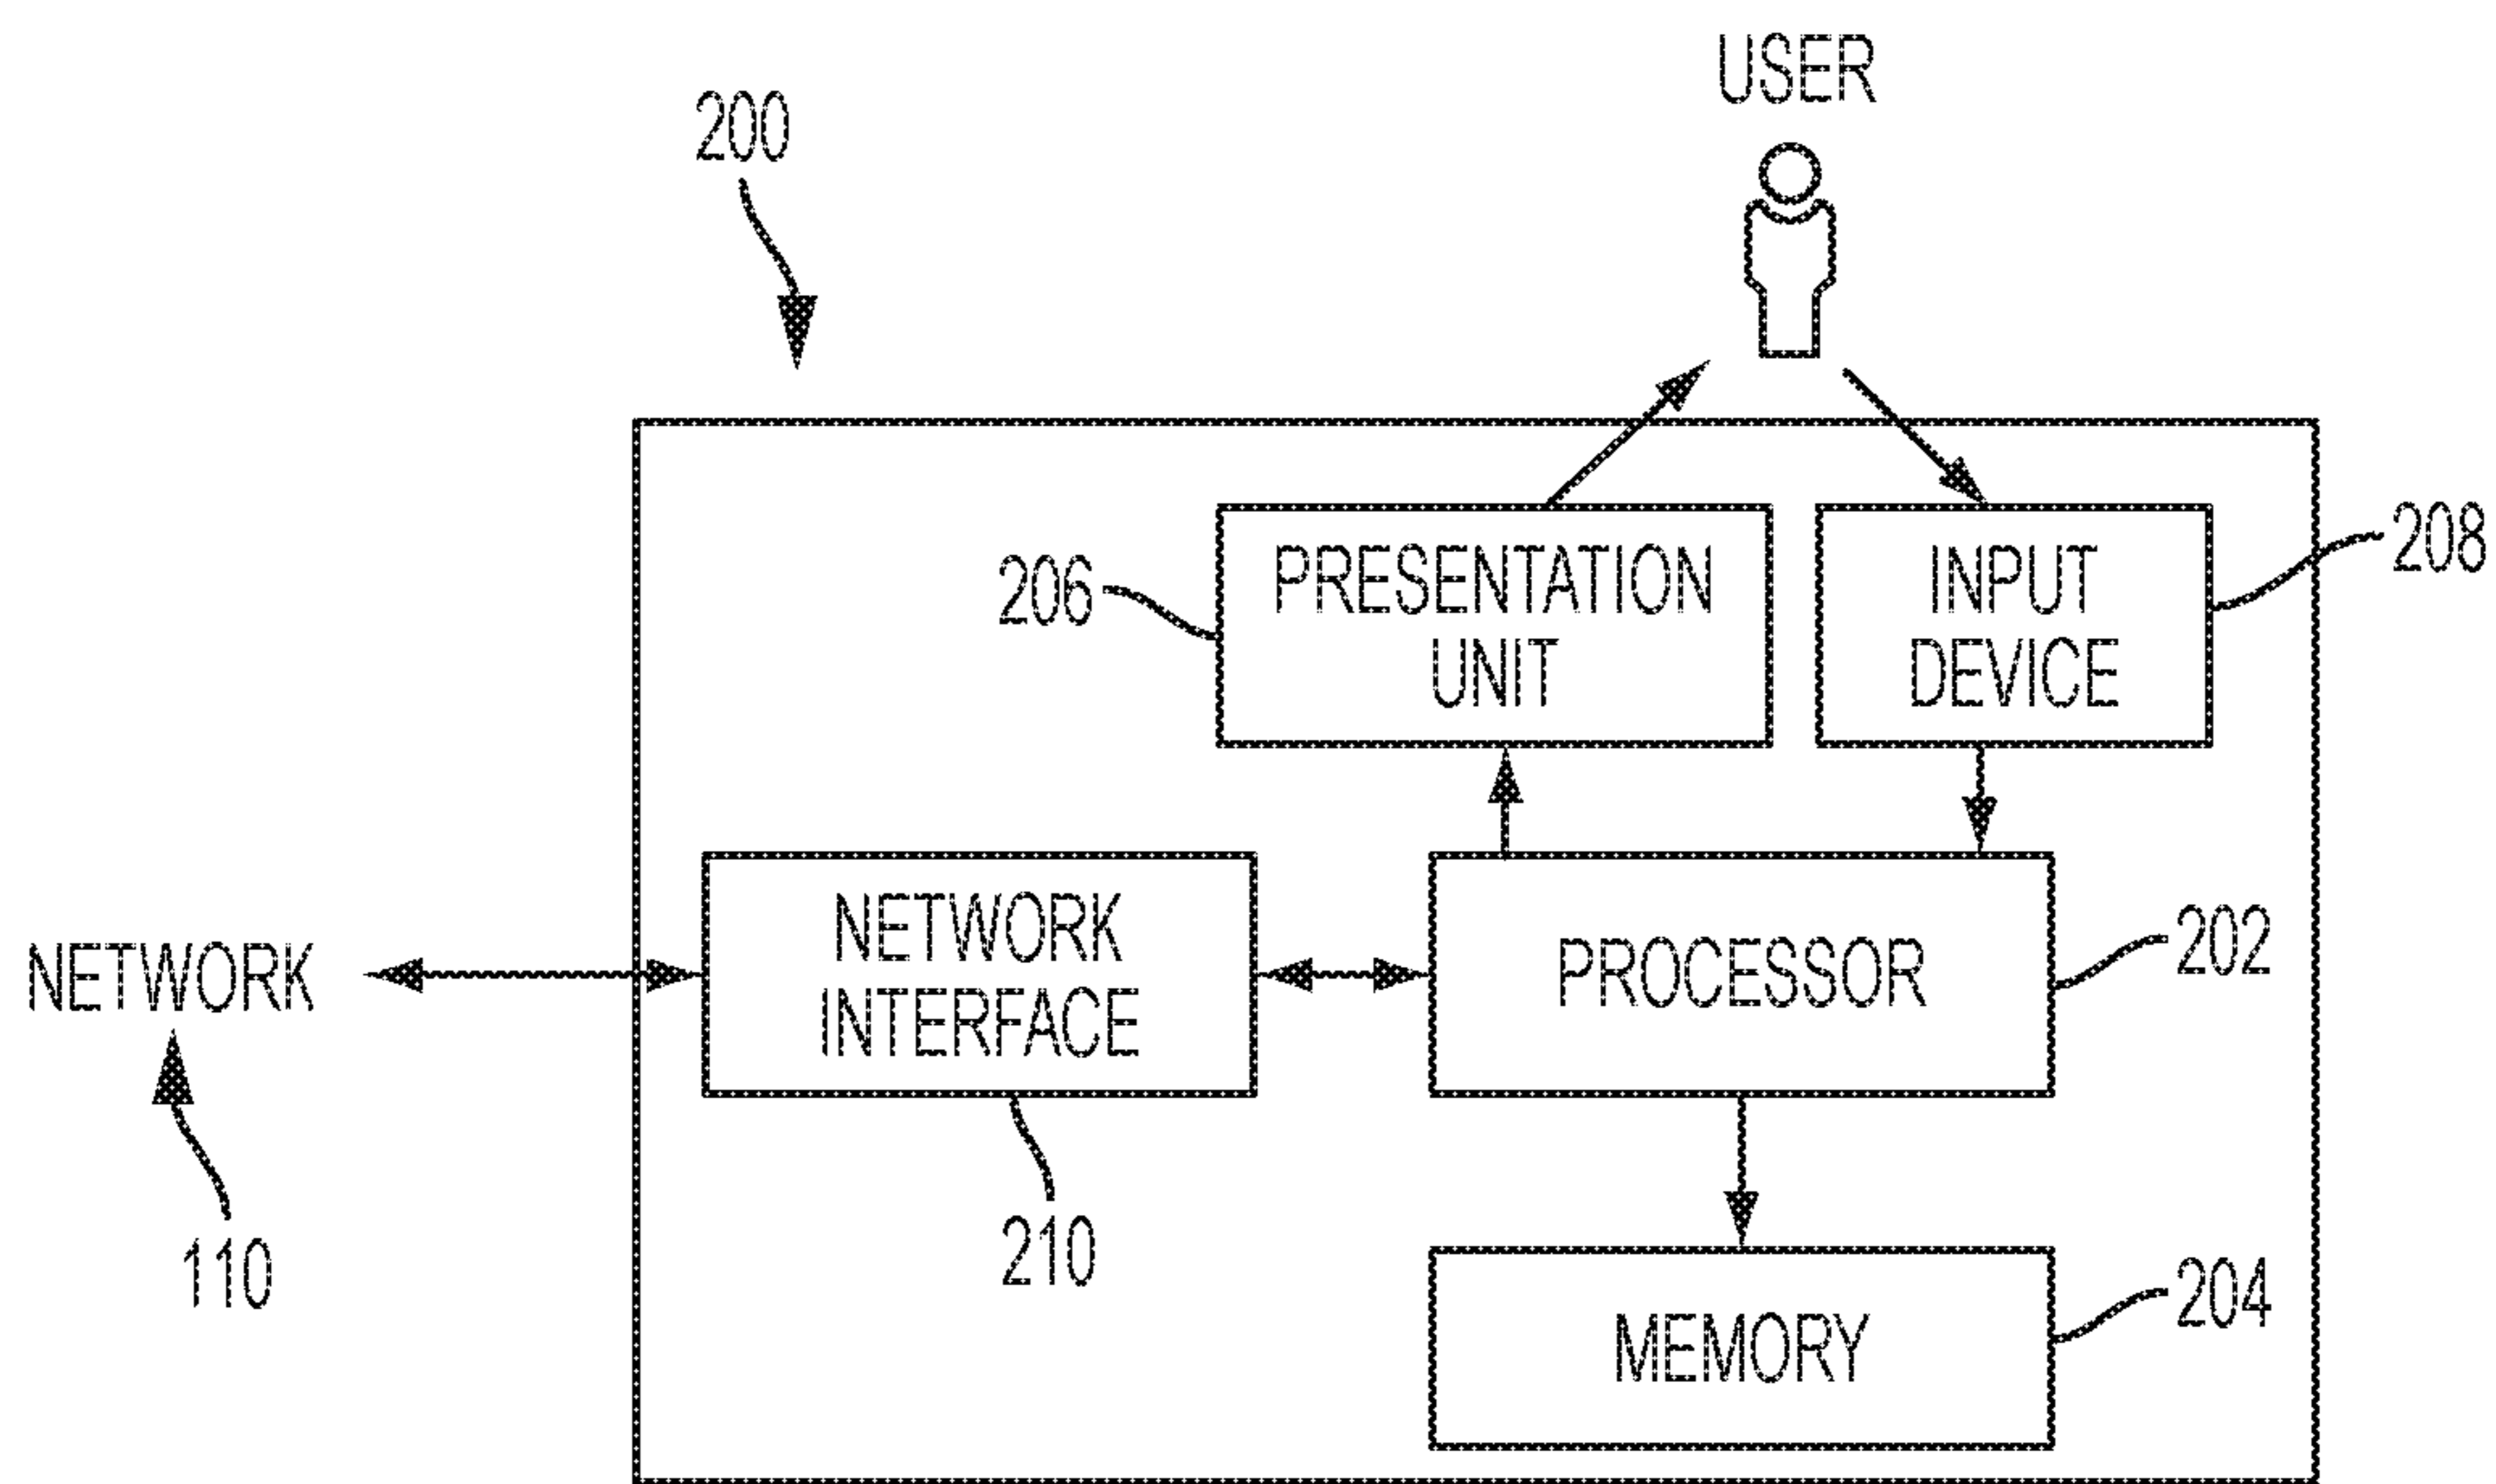 USER
200
PRESENTATION
UNIT
206
INPUT
DEVICE
208
NETWORK
NETWORK
INTERFACE
PROCESSOR
202
110
210
MEMORY
204